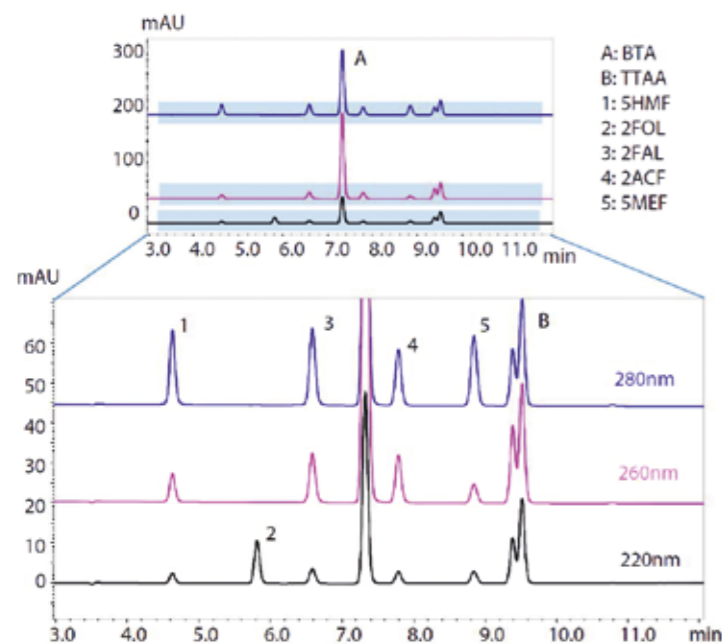 mAU
300
200
100
0
A
3.0 4.0 5.0 6.0 7.0 8.0 9.0 10.0 11.0 min
A: BTA
B: TTAA
1: 5HMF
2: 2FOL
3: 2FAL
4: 2ACF
5: 5MEF
mAU
60
50
40
30
20
10
0
1
3
4
5
B
280nm
260nm
2
220nm
3.0 4.0 5.0 6.0 7.0 8.0 9.0 10.0 11.0 min